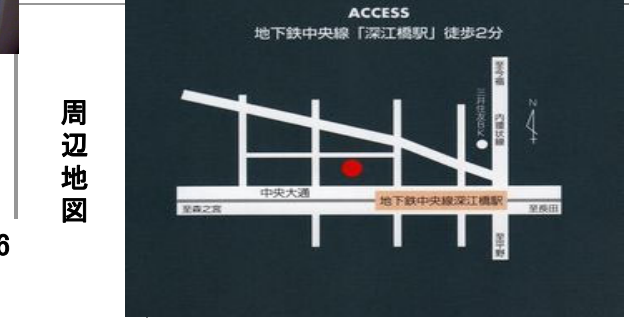 ACCESS
地下鉄中央線「深江橋駅」徒歩2分
周辺地図
至今福
内環状線
三井住友BK
N
中央大通
地下鉄中央線深江橋駅
至森之宮
至長田
至平野
6